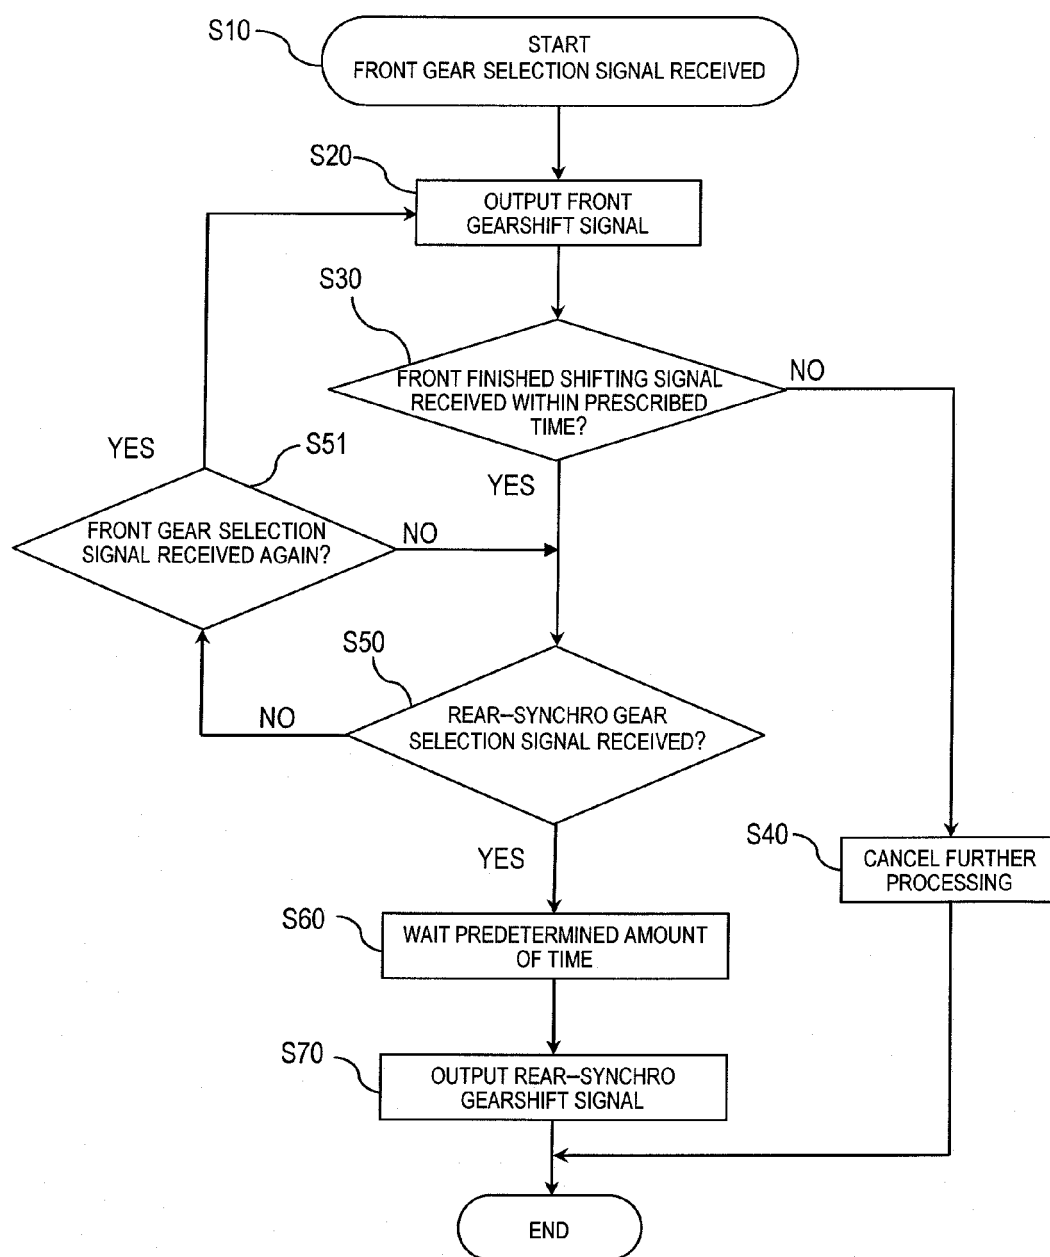 S10
START
FRONT GEAR SELECTION SIGNAL RECEIVED
S20
OUTPUT FRONT
GEARSHIFT SIGNAL
S30
FRONT FINISHED SHIFTING SIGNAL
RECEIVED WITHIN PRESCRIBED
TIME?
NO
YES
YES
S51
FRONT GEAR SELECTION
SIGNAL RECEIVED AGAIN?
NO
S50
REAR–SYNCHRO GEAR
SELECTION SIGNAL RECEIVED?
NO
YES
S40
CANCEL FURTHER
PROCESSING
S60
WAIT PREDETERMINED AMOUNT
OF TIME
S70
OUTPUT REAR–SYNCHRO
GEARSHIFT SIGNAL
END